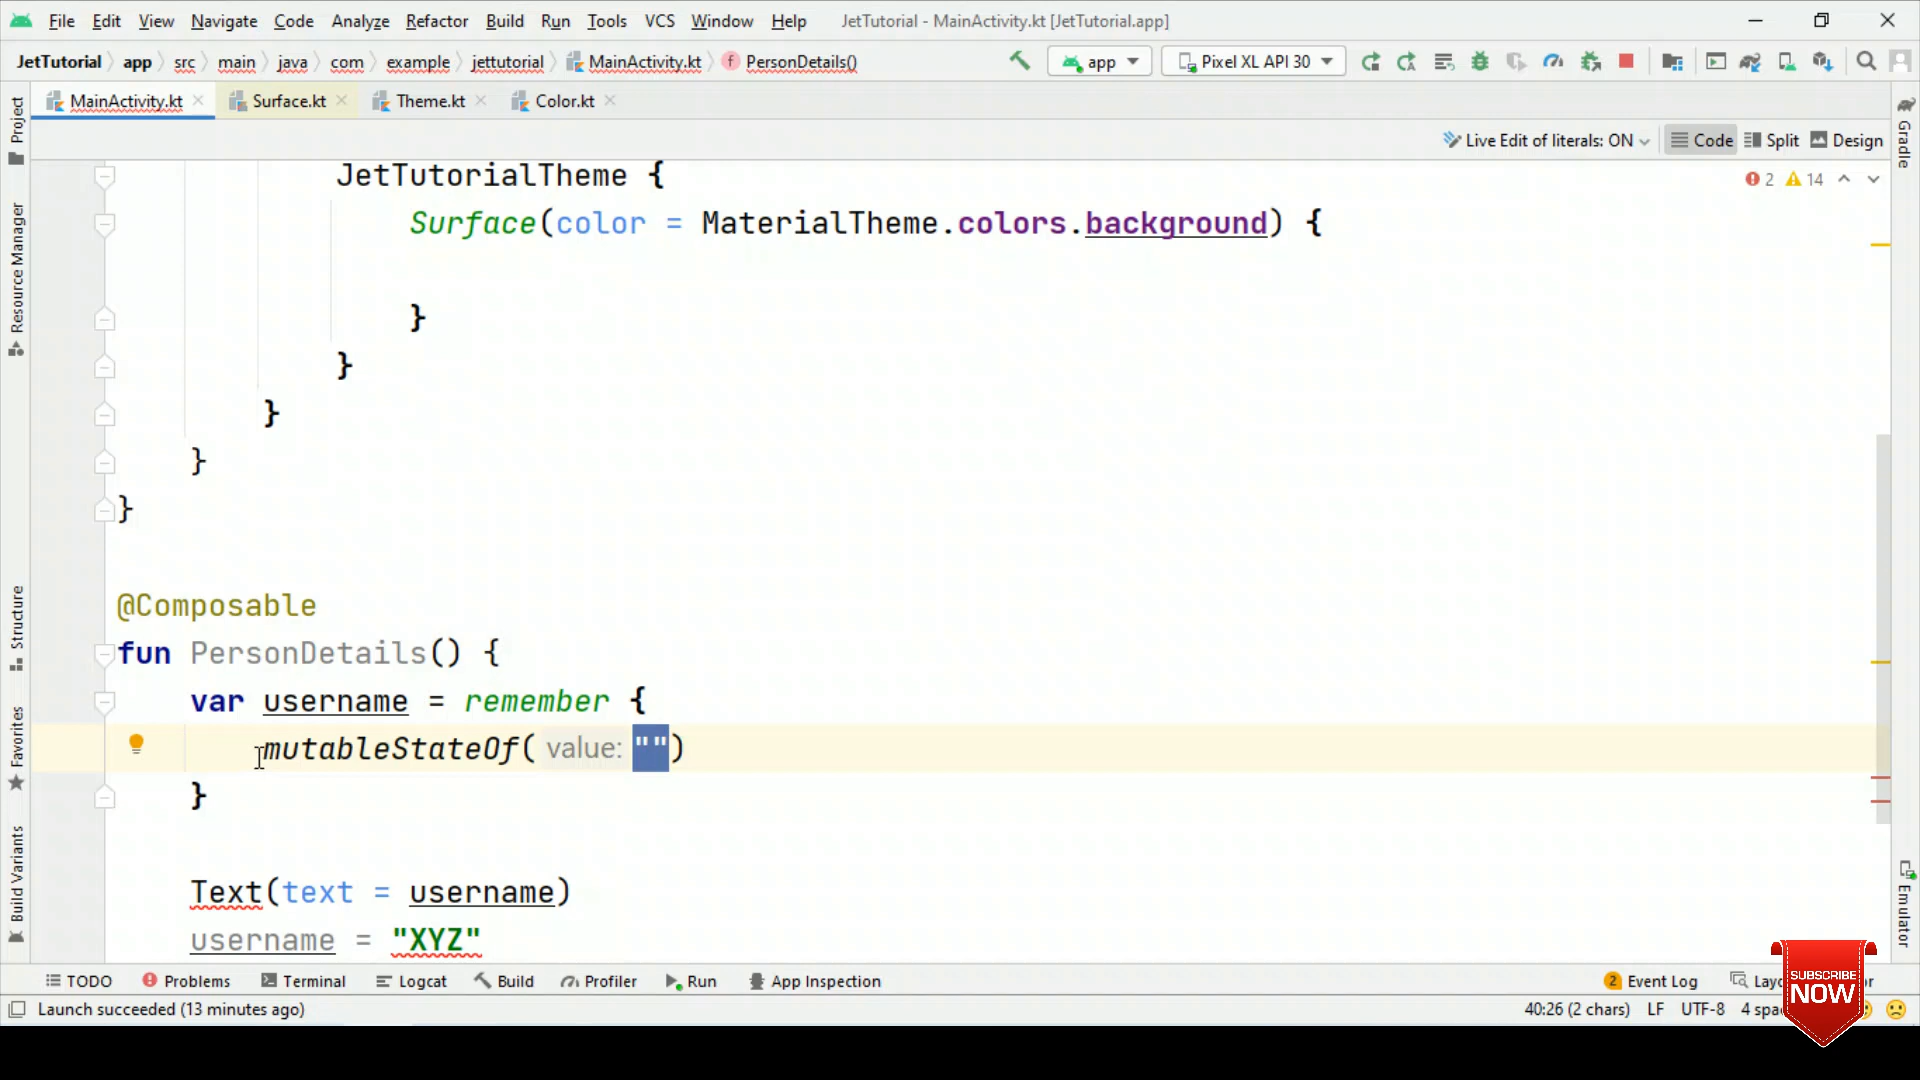 File Edit View Navigate Code Analyze Refactor Build Run Tools VCS Window Help JetTutorial - MainActivity.kt [JetTutorial.app]
JetTutorial app src main java com example jettutorial MainActivity.kt PersonDetails() app Pixel XL API 30
MainActivity.kt Surface.kt Theme.kt Color.kt
Live Edit of literals: ON Code Split Design
2 14
Project
Resource Manager
Structure
Favorites
Build Variants
Gradle
Emulator
JetTutorialTheme {
Surface(color = MaterialTheme.colors.background) {
}
}
}
}
}
@Composable
fun PersonDetails() {
var username = remember {
mutableStateOf( value: "")
}
Text(text = username)
username = "XYZ"
TODO Problems Terminal Logcat Build Profiler Run App Inspection 2 Event Log
Launch succeeded (13 minutes ago) 40:26 (2 chars) LF UTF-8 4
SUBSCRIBE
NOW